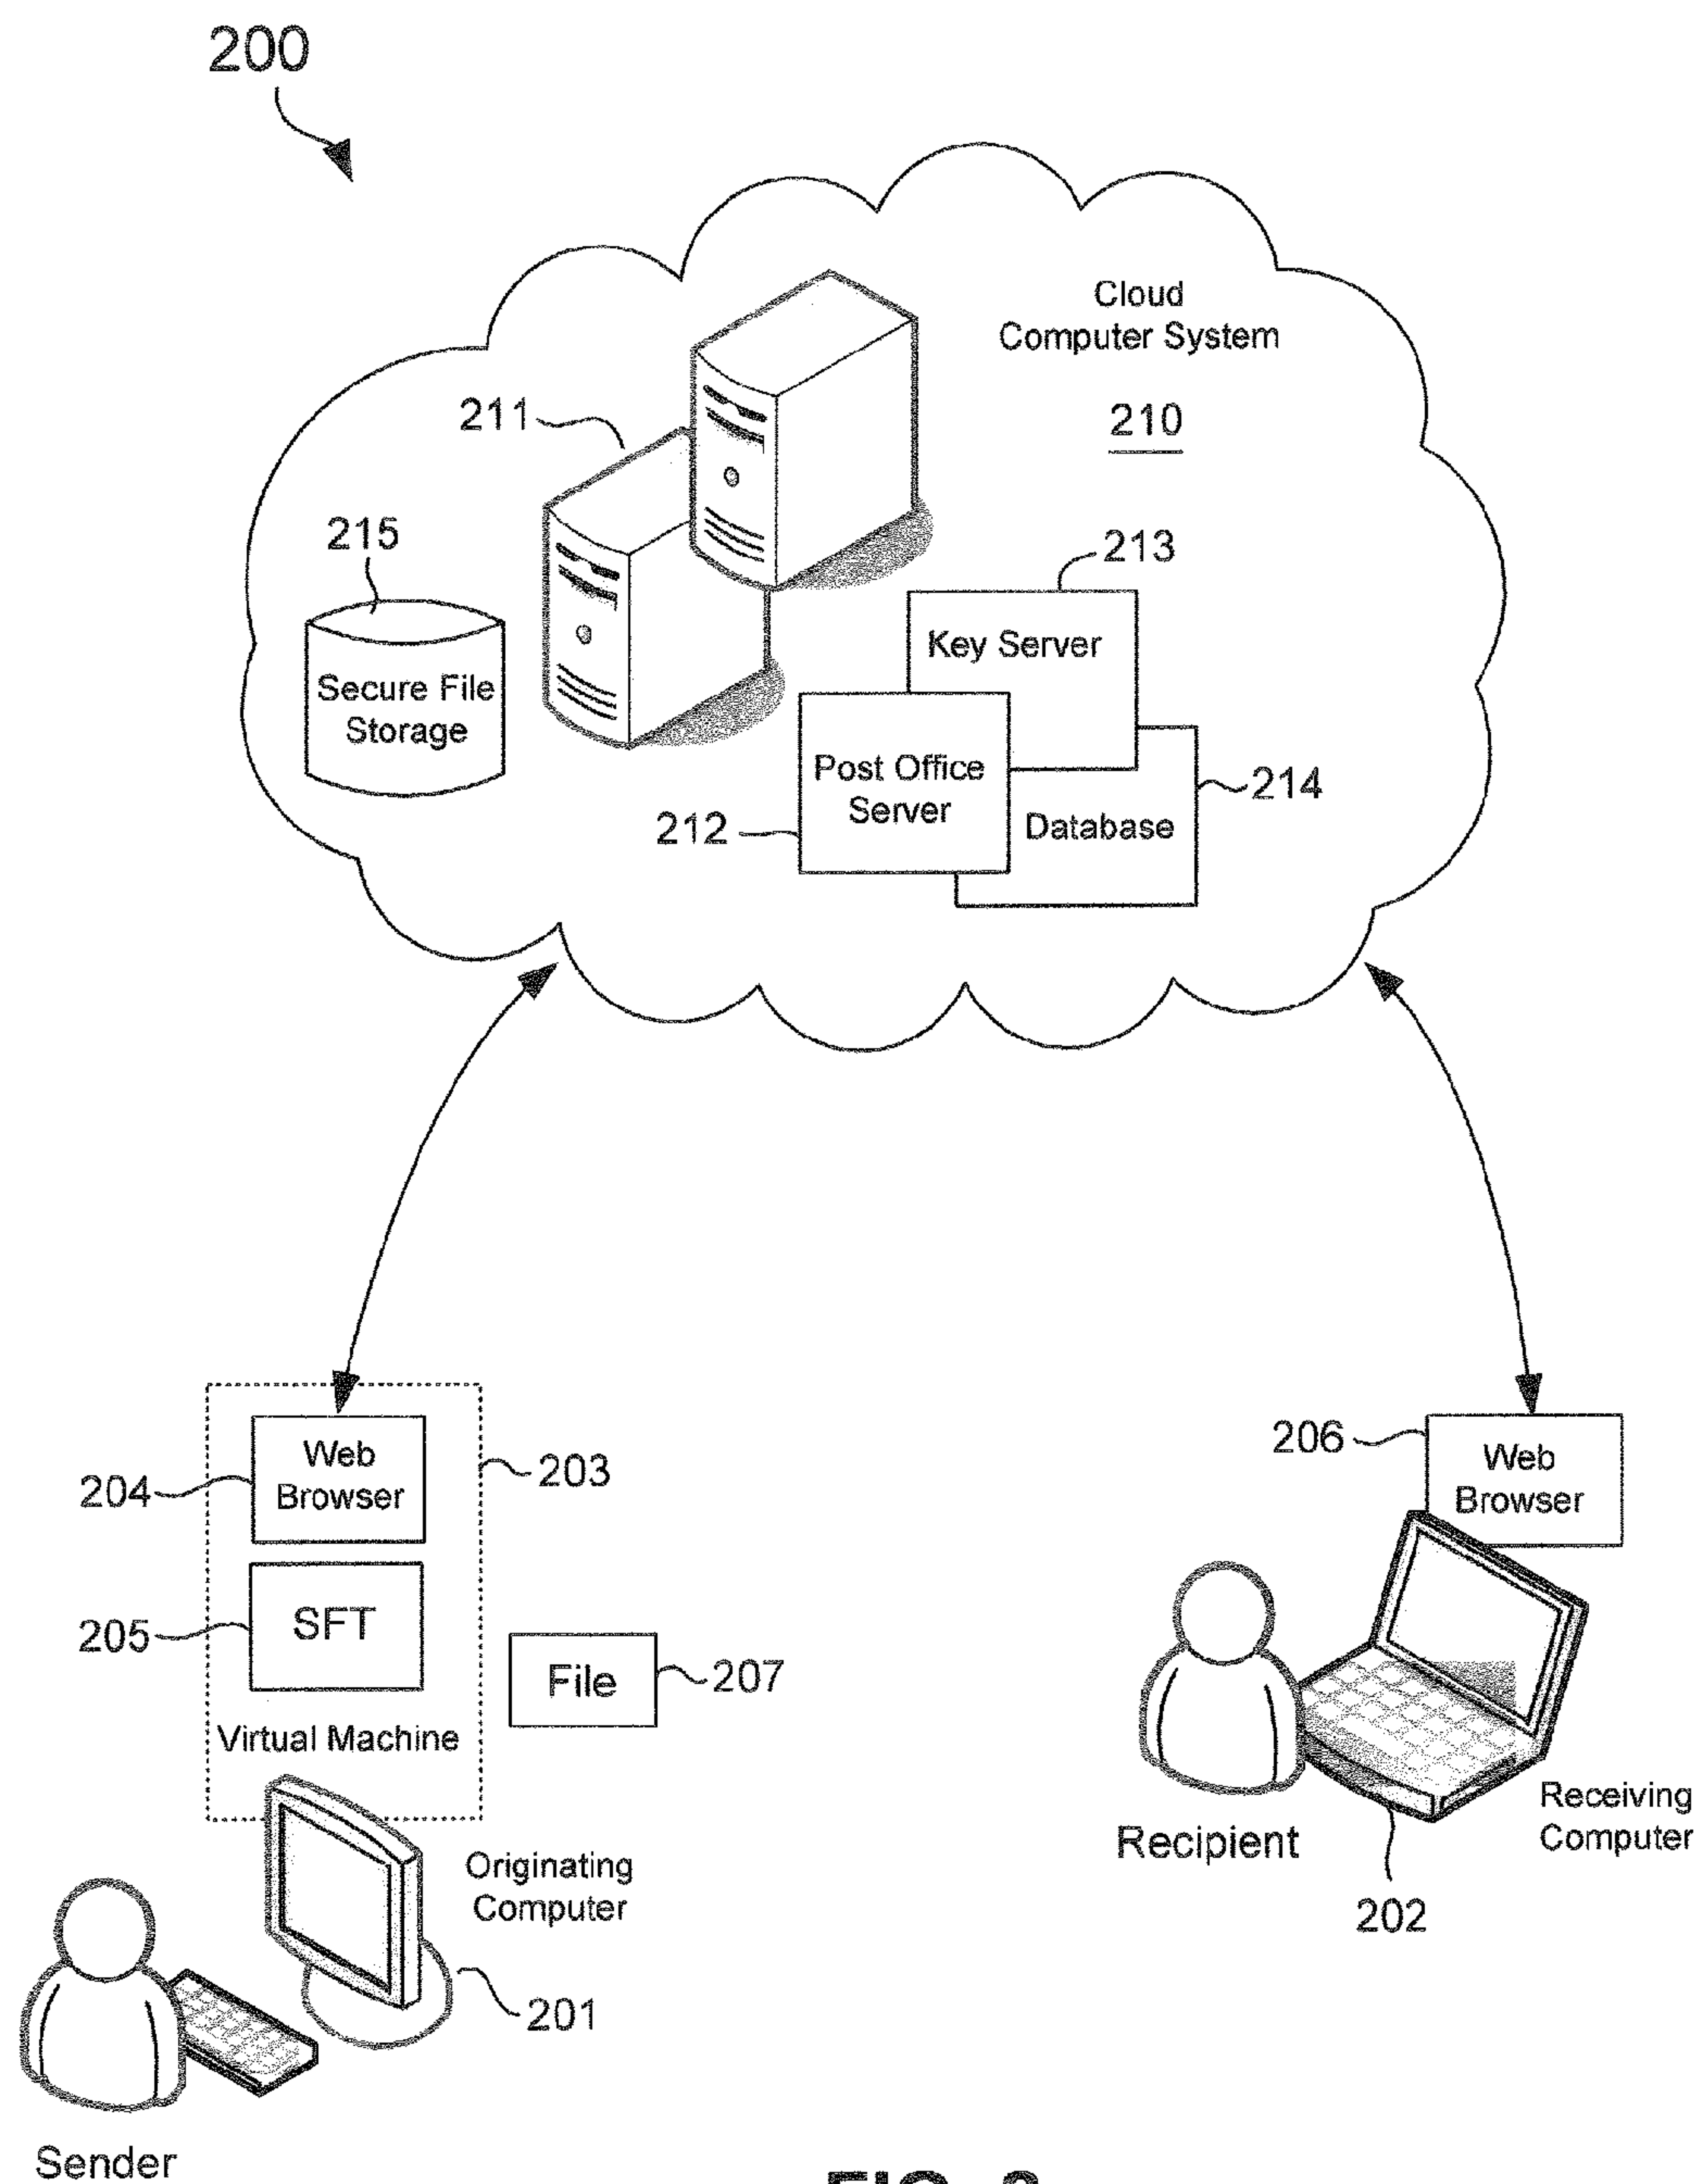 200
Cloud
Computer System
210
211
215
213
Secure File
Storage
Key Server
Post Office
Server
214
212
Database
Web
Browser
204
203
206
Web
Browser
SFT
205
File
207
Virtual Machine
Originating
Computer
Recipient
Receiving
Computer
202
201
Sender